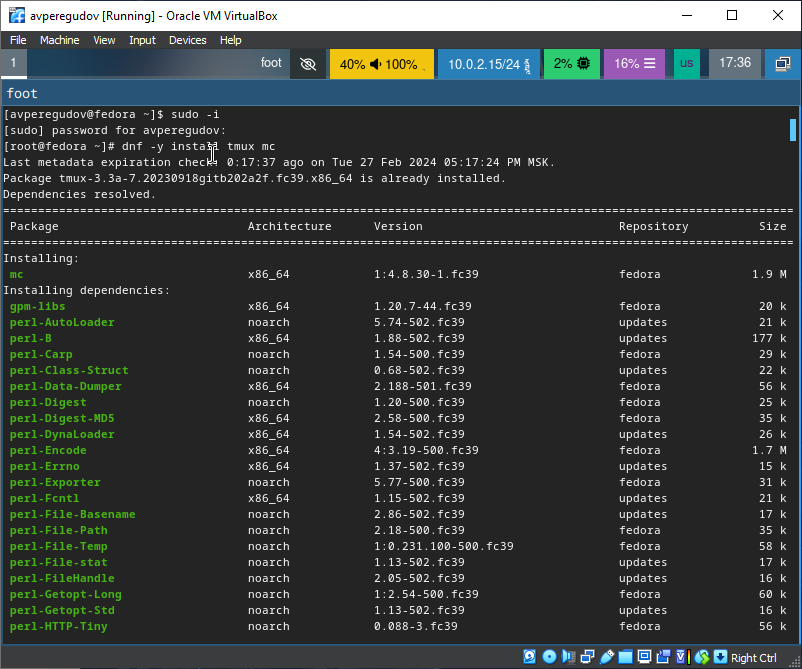 avperegudov [Running] - Oracle VM VirtualBox
File Machine View Input Devices Help
1 foot 40% 100% 10.0.2.15/24 2% 16% us 17:36
foot
[avperegudov@fedora ~]$ sudo -i
[sudo] password for avperegudov:
[root@fedora ~]# dnf -y install tmux mc
Last metadata expiration check: 0:17:37 ago on Tue 27 Feb 2024 05:17:24 PM MSK.
Package tmux-3.3a-7.20230918gitb202a2f.fc39.x86_64 is already installed.
Dependencies resolved.
Package Architecture Version Repository Size
Installing:
mc x86_64 1:4.8.30-1.fc39 fedora 1.9 M
Installing dependencies:
gpm-libs x86_64 1.20.7-44.fc39 fedora 20 k
perl-AutoLoader noarch 5.74-502.fc39 updates 21 k
perl-B x86_64 1.88-502.fc39 updates 177 k
perl-Carp noarch 1.54-500.fc39 fedora 29 k
perl-Class-Struct noarch 0.68-502.fc39 updates 22 k
perl-Data-Dumper x86_64 2.188-501.fc39 fedora 56 k
perl-Digest noarch 1.20-500.fc39 fedora 25 k
perl-Digest-MD5 x86_64 2.58-500.fc39 fedora 35 k
perl-DynaLoader x86_64 1.54-502.fc39 updates 26 k
perl-Encode x86_64 4:3.19-500.fc39 fedora 1.7 M
perl-Errno x86_64 1.37-502.fc39 updates 15 k
perl-Exporter noarch 5.77-500.fc39 fedora 31 k
perl-Fcntl x86_64 1.15-502.fc39 updates 21 k
perl-File-Basename noarch 2.86-502.fc39 updates 17 k
perl-File-Path noarch 2.18-500.fc39 fedora 35 k
perl-File-Temp noarch 1:0.231.100-500.fc39 fedora 58 k
perl-File-stat noarch 1.13-502.fc39 updates 17 k
perl-FileHandle noarch 2.05-502.fc39 updates 16 k
perl-Getopt-Long noarch 1:2.54-500.fc39 fedora 60 k
perl-Getopt-Std noarch 1.13-502.fc39 updates 16 k
perl-HTTP-Tiny noarch 0.088-3.fc39 fedora 56 k
Right Ctrl